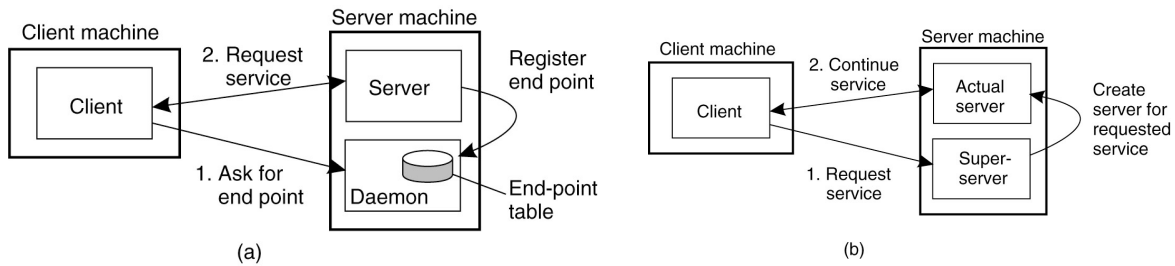 Client machine
Server machine
2. Request
service
Register
end point
Client
Server
1. Ask for
end point
Daemon
End-point
table
(a)
Client machine
Server machine
2. Continue
service
Client
Actual
server
Create
server for
requested
service
1. Request
service
Super-
server
(b)